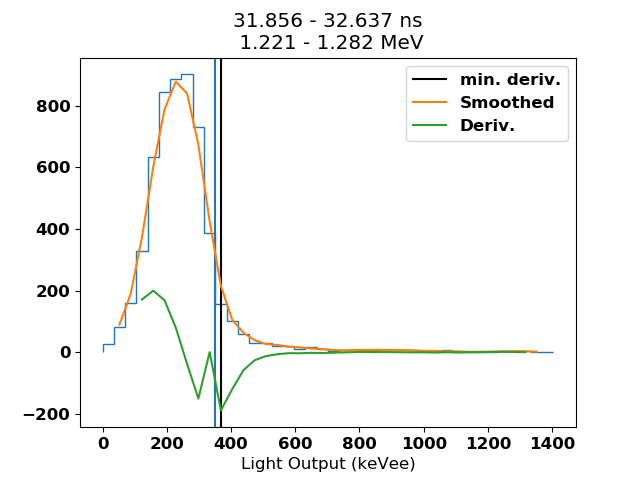 31.856 - 32.637 ns
1.221 - 1.282 MeV
min. deriv.
Smoothed
Deriv.
800
600
400
200
0
−200
0 200 400 600 800 1000 1200 1400
Light Output (keVee)